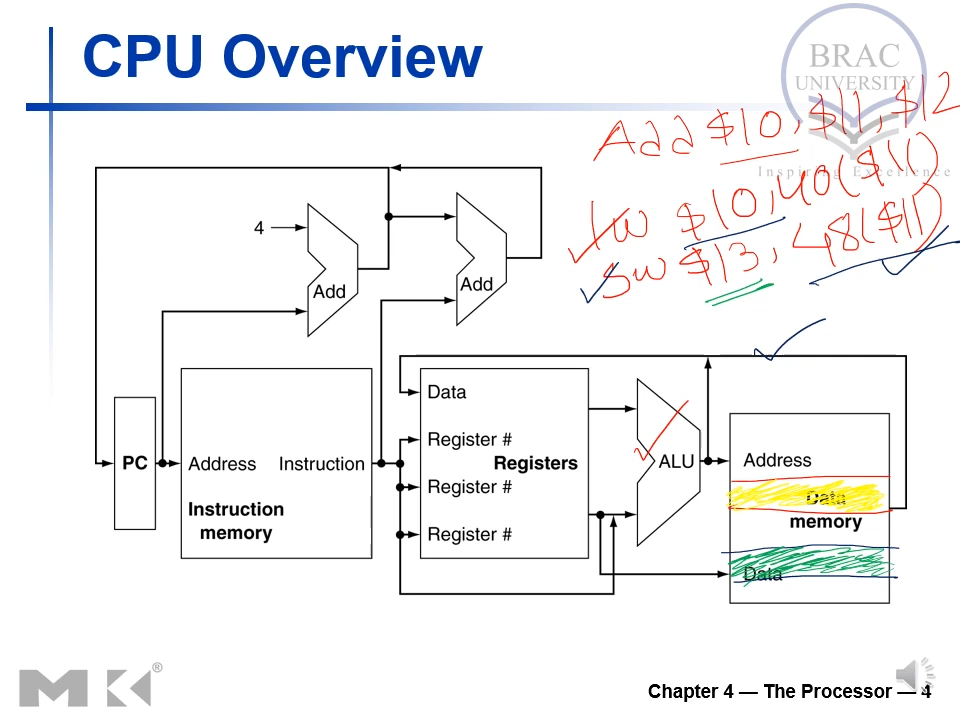 CPU Overview
BRAC
UNIVERSITY
Inspiring Excellence
Add $10, $11, $12
lw $10, 40($11)
sw $13, 48($11)
4
Add
Add
PC
Address
Instruction
Instruction
memory
Data
Register #
Registers
Register #
Register #
ALU
Address
Data
memory
Data
MK®
Chapter 4 — The Processor — 4